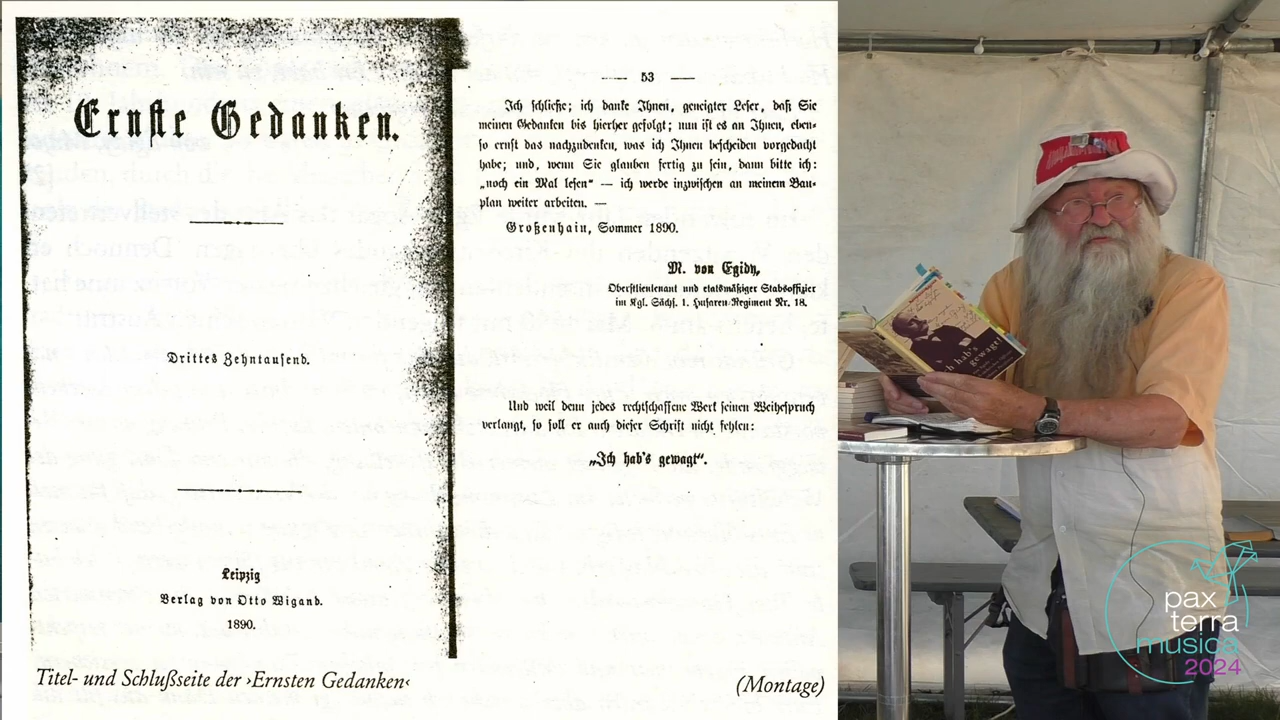 Ernste Gedanken.
Drittes Zehntausend.
Leipzig
Verlag von Otto Wigand.
1890.
— 53 —
Ich schließe; ich danke Ihnen, geneigter Leser, daß Sie
meinen Gedanken bis hierher gefolgt; nun ist es an Ihnen, eben-
so ernst das nachzudenken, was ich Ihnen bescheiden vorgedacht
habe; und, wenn Sie glauben fertig zu sein, dann bitte ich:
„noch ein Mal lesen“ — ich werde inzwischen an meinem Bau-
plan weiter arbeiten. —
Großenhain, Sommer 1890.
M. von Egidy,
Oberstlieutenant und etatsmäßiger Stabsoffizier
im Kgl. Sächs. 1. Husaren-Regiment Nr. 18.
Und weil denn jedes rechtschaffene Werk seinen Weihespruch
verlangt, so soll er auch dieser Schrift nicht fehlen:
„Ich hab's gewagt“.
Titel- und Schlußseite der ›Ernsten Gedanken‹
(Montage)
ch hab's
gewagt!
pax
terra
musica
2024